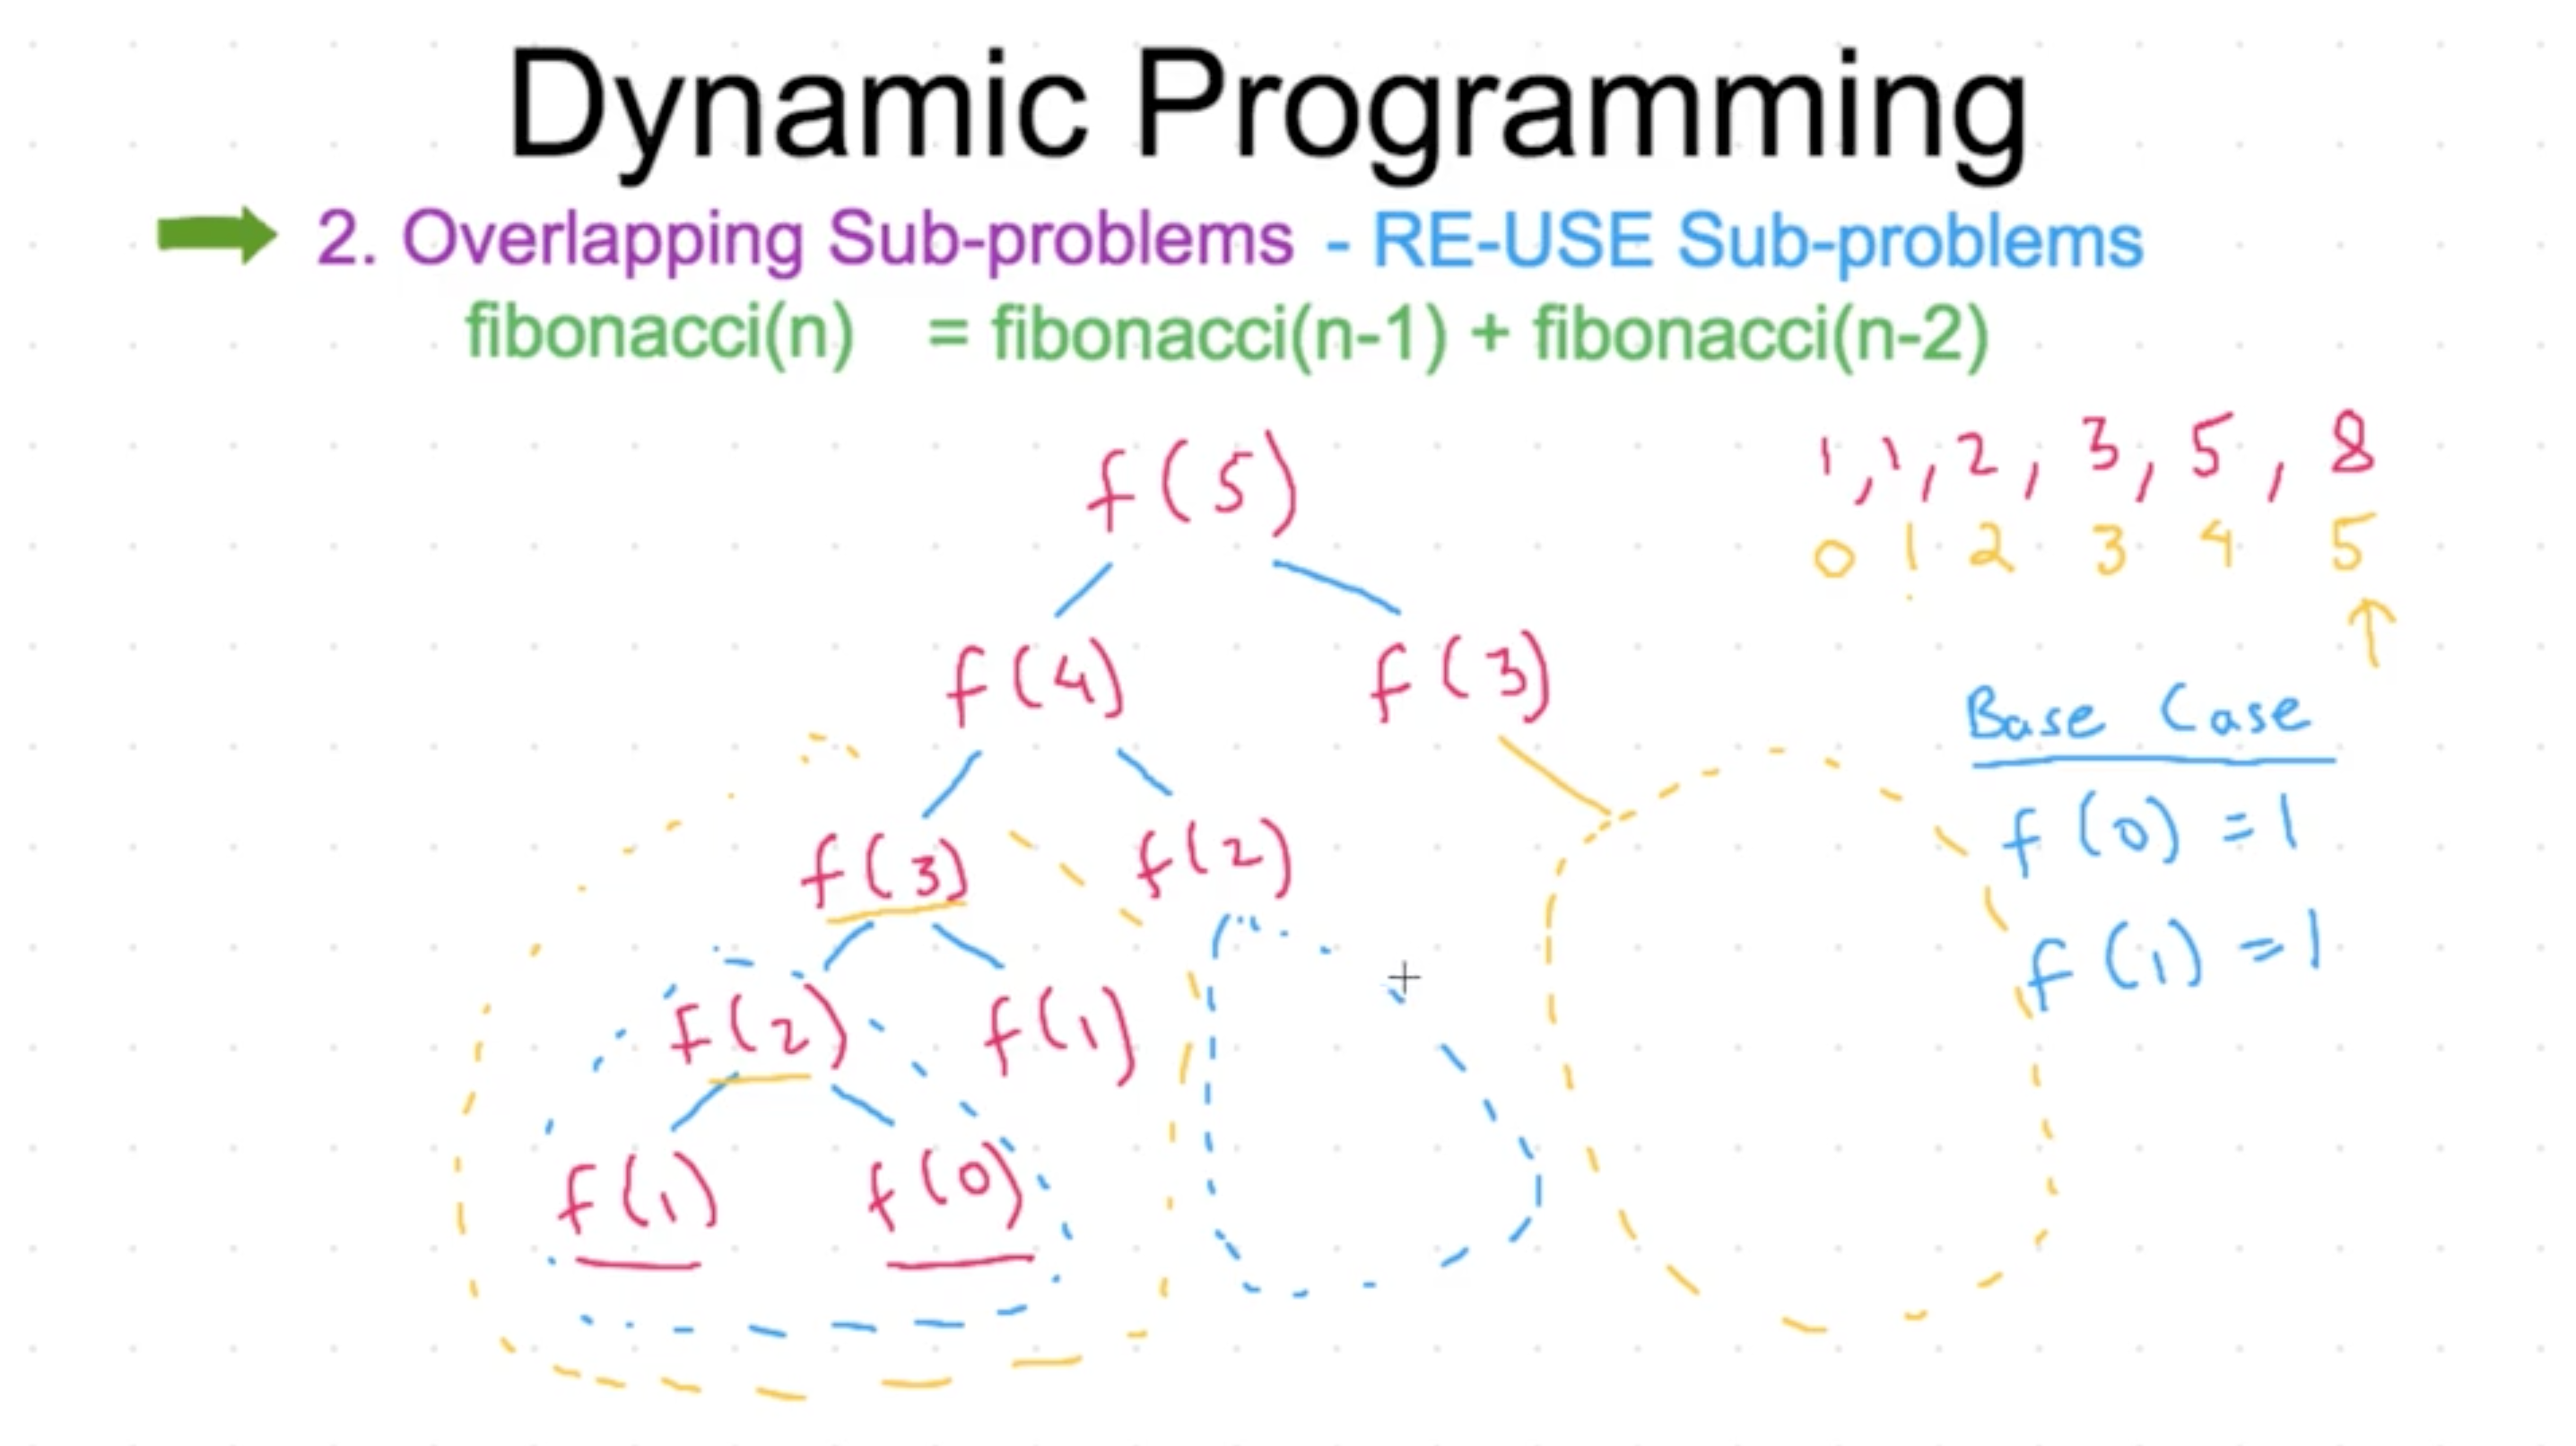 Dynamic Programming
2. Overlapping Sub-problems - RE-USE Sub-problems
fibonacci(n) = fibonacci(n-1) + fibonacci(n-2)
1, 1, 2, 3, 5, 8
0 1 2 3 4 5
f(5)
f(4) f(3)
Base Case
f(3) f(2)
f(0) = 1
f(1) = 1
f(2) f(1)
f(1) f(0)